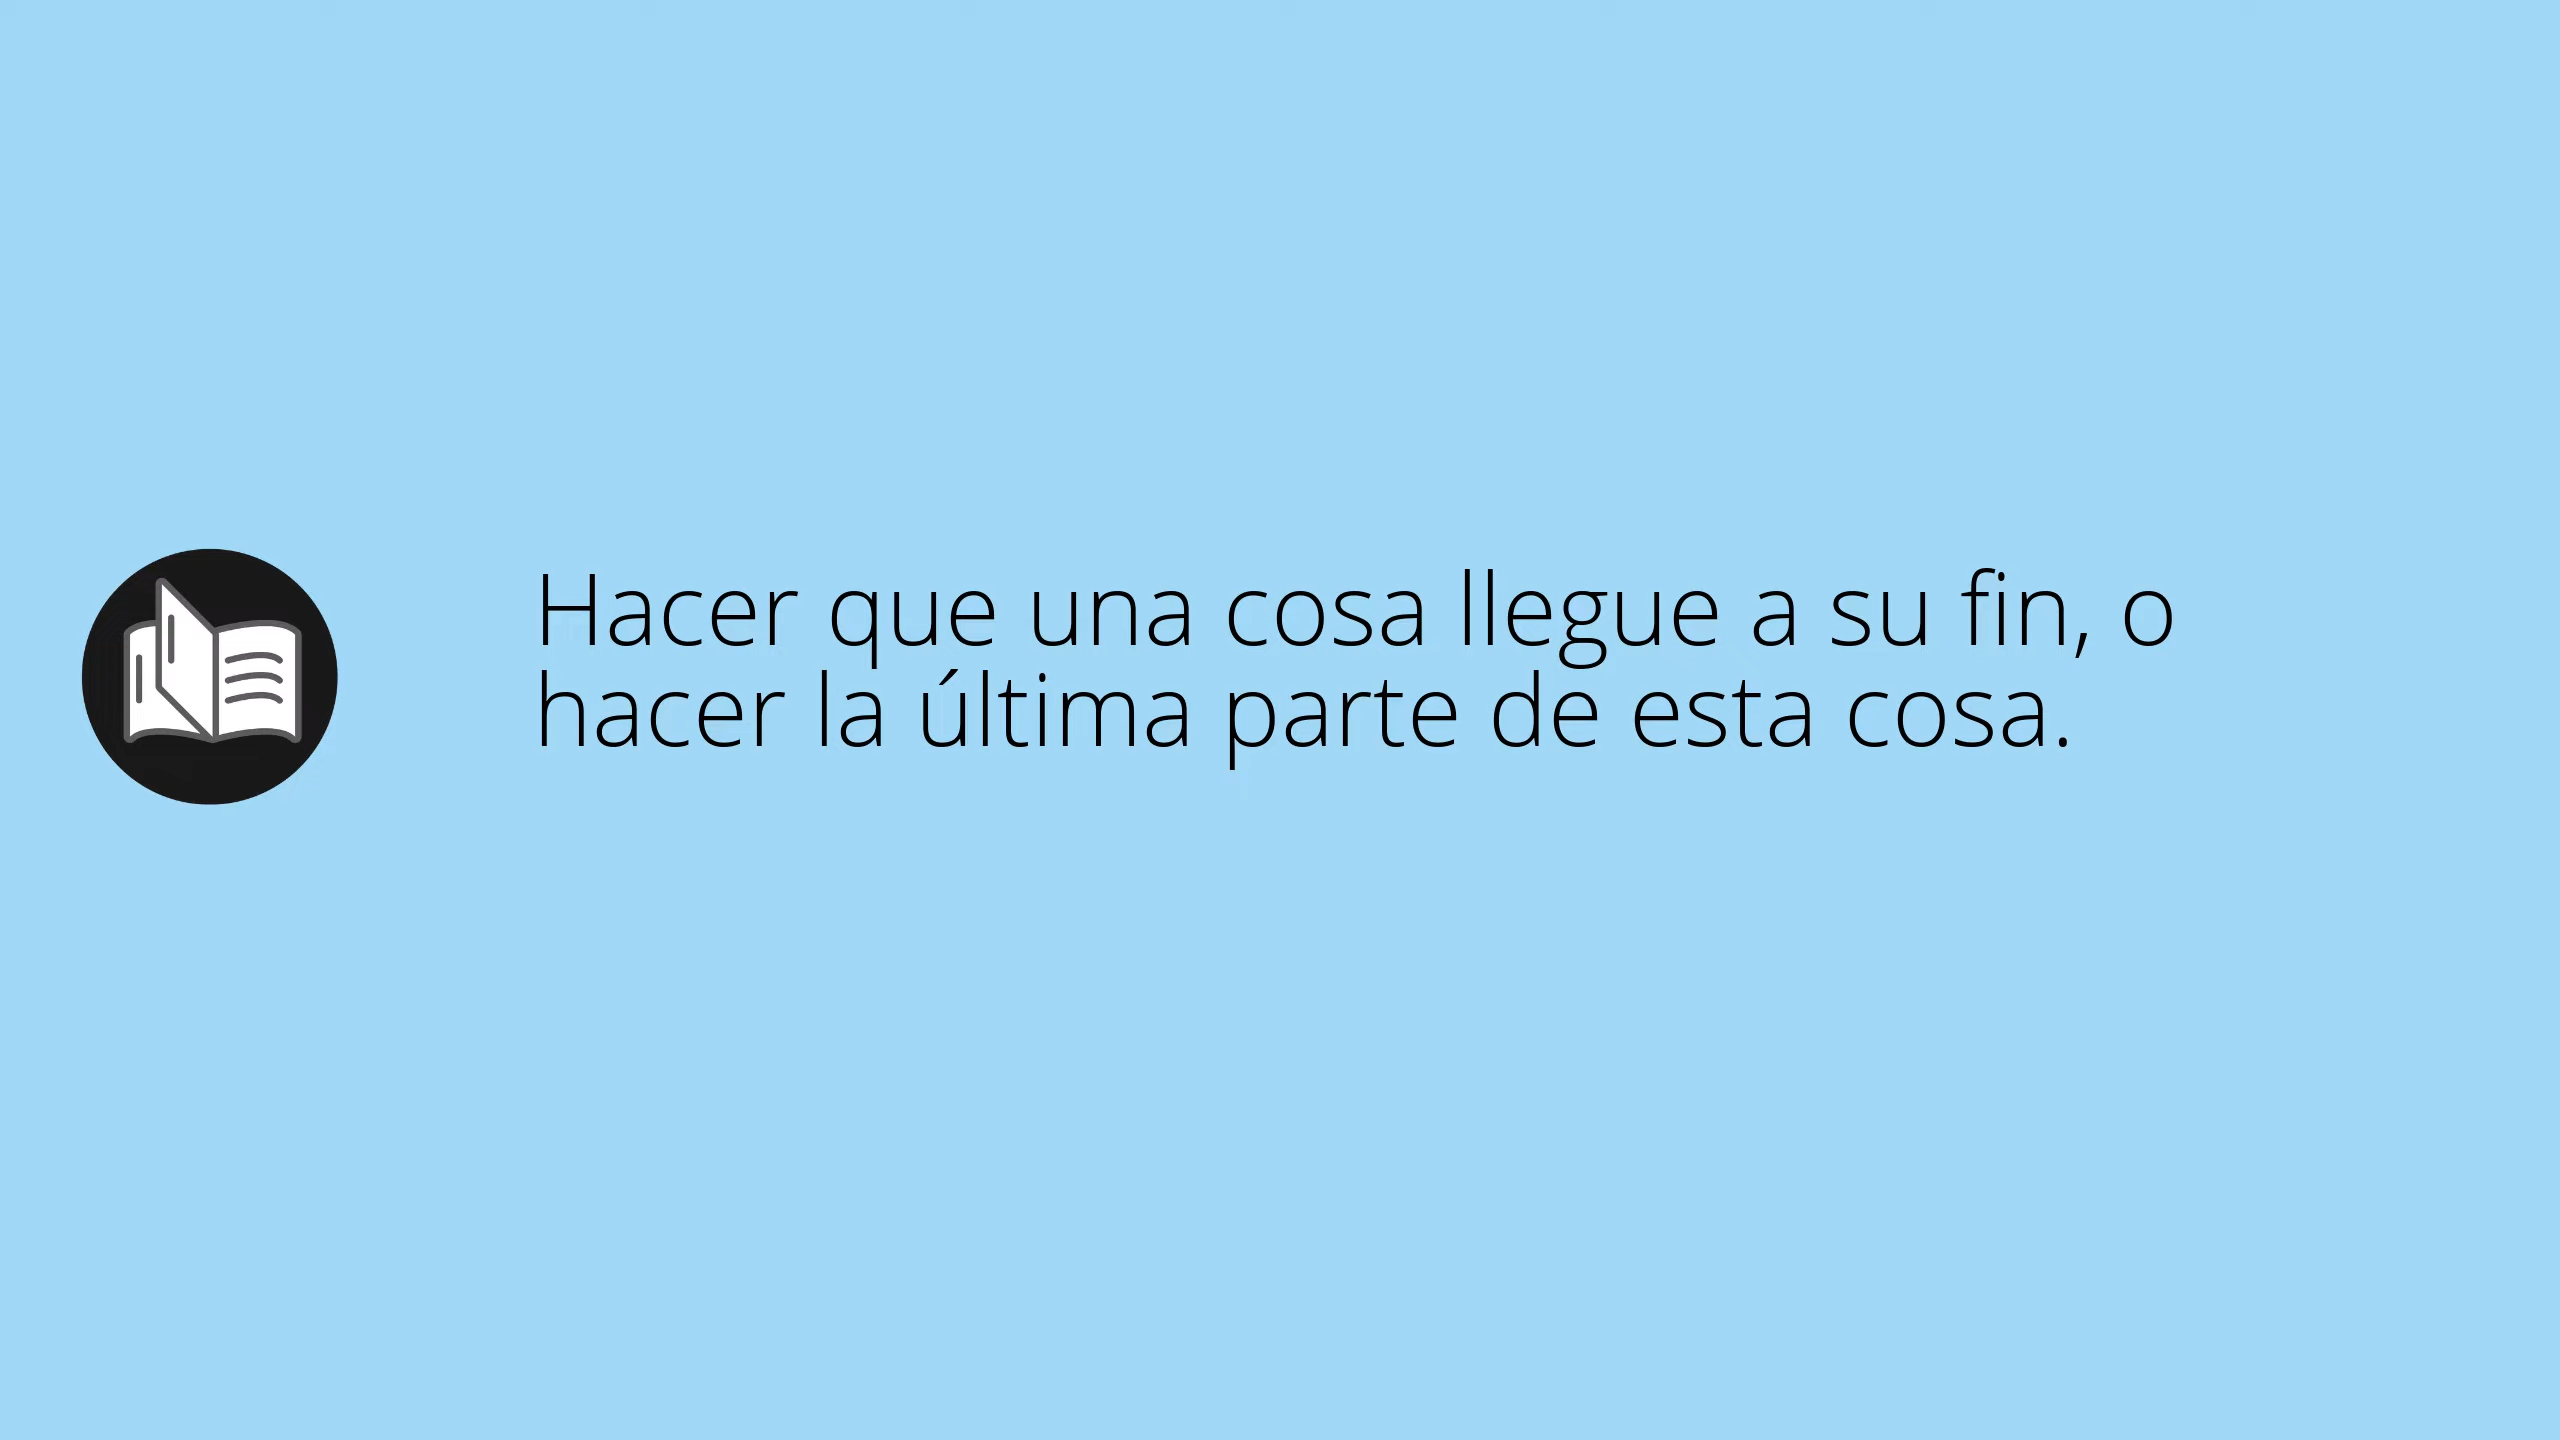 Hacer que una cosa llegue a su fin, o
hacer la última parte de esta cosa.